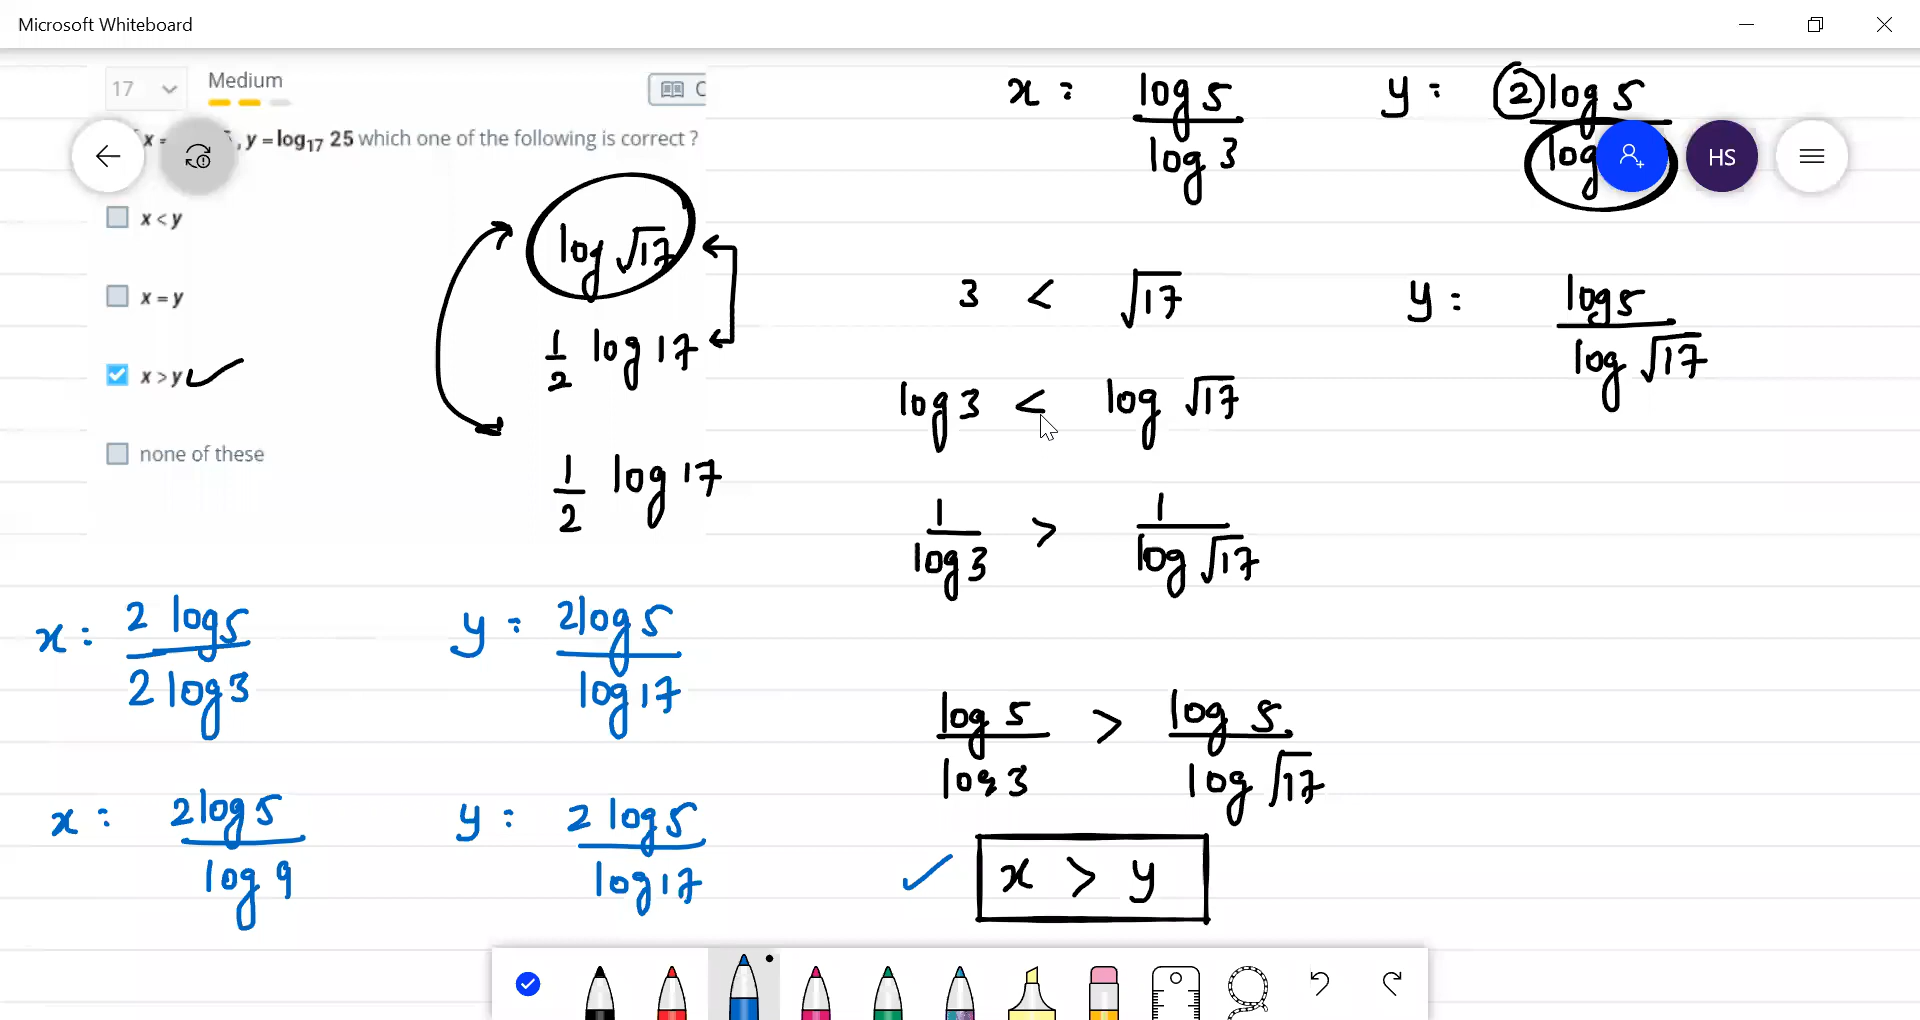 Microsoft Whiteboard
17
Medium
x = , y = log17 25 which one of the following is correct ?
x < y
x = y
x > y
none of these
log √17
1/2 log 17
1/2 log 17
x = log 5 / log 3
y = 2 log 5 / log
HS
3 < √17
y = log 5 / log √17
log 3 < log √17
1 / log 3 > 1 / log √17
log 5 / log 3 > log 5 / log √17
x > y
x = 2 log 5 / 2 log 3
y = 2 log 5 / log 17
x = 2 log 5 / log 9
y = 2 log 5 / log 17